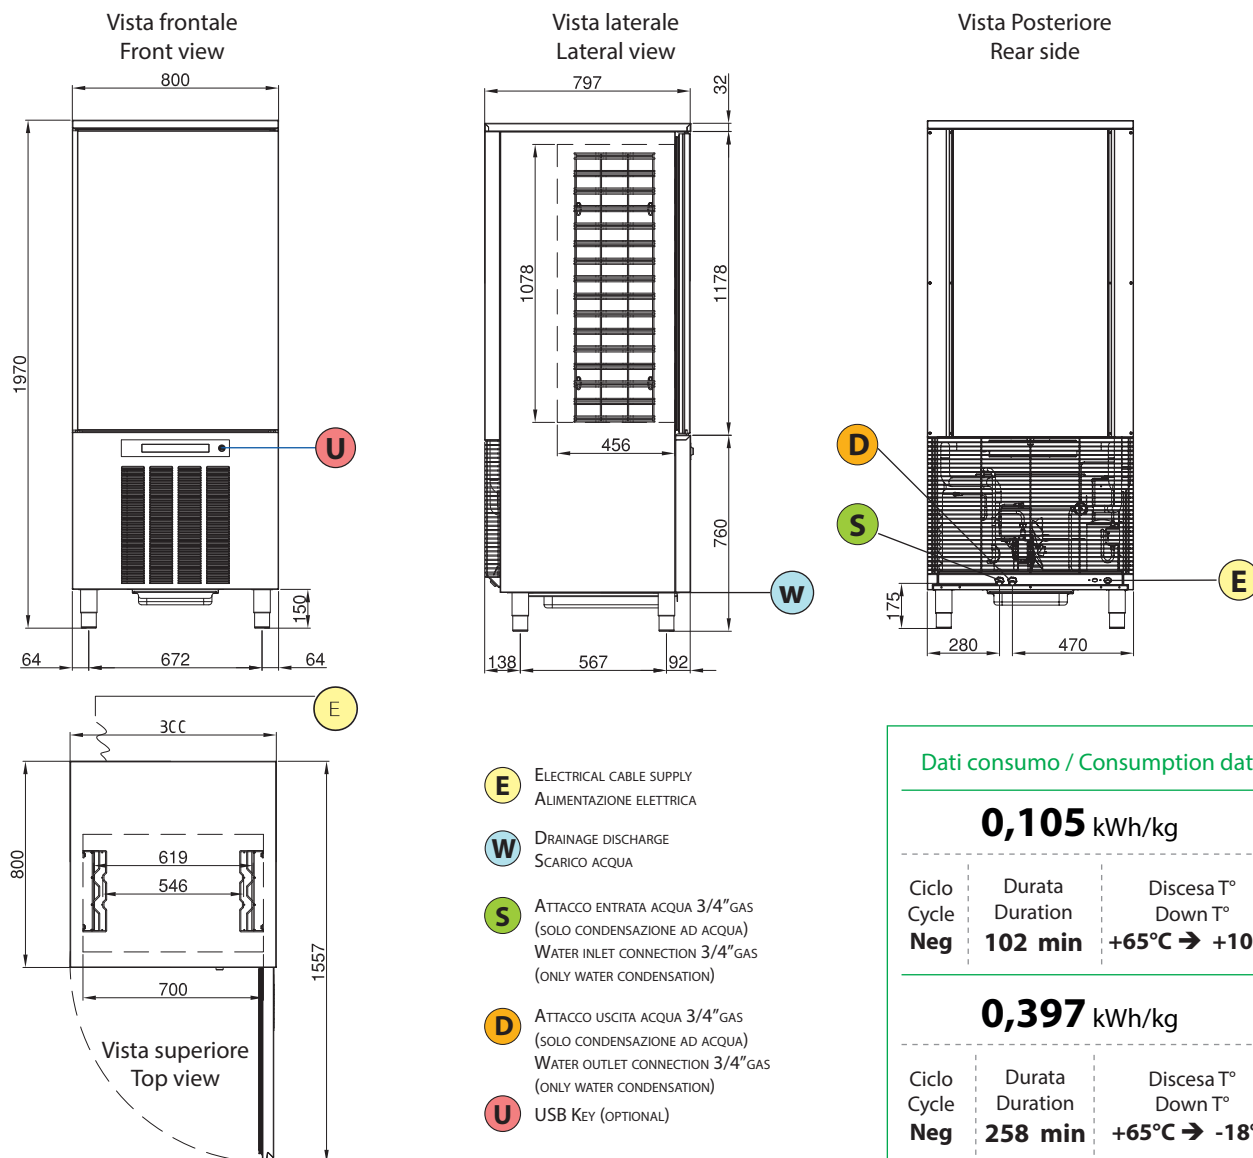 Vista frontale
Front view
Vista laterale
Lateral view
Vista Posteriore
Rear side
800
1970
U
150
64
672
64
797
32
1078
1178
456
760
W
138
567
92
D
S
E
175
280
470
E
800
619
546
700
1557
Vista superiore
Top view
E
ELECTRICAL CABLE SUPPLY
ALIMENTAZIONE ELETTRICA
W
DRAINAGE DISCHARGE
SCARICO ACQUA
S
ATTACCO ENTRATA ACQUA 3/4"GAS
(SOLO CONDENSAZIONE AD ACQUA)
WATER INLET CONNECTION 3/4"GAS
(ONLY WATER CONDENSATION)
D
ATTACCO USCITA ACQUA 3/4"GAS
(SOLO CONDENSAZIONE AD ACQUA)
WATER OUTLET CONNECTION 3/4"GAS
(ONLY WATER CONDENSATION)
U
USB KEY (OPTIONAL)
Dati consumo / Consumption dat
0,105 kWh/kg
Ciclo
Cycle
Neg
Durata
Duration
102 min
Discesa T°
Down T°
+65°C ➔ +10
0,397 kWh/kg
Ciclo
Cycle
Neg
Durata
Duration
258 min
Discesa T°
Down T°
+65°C ➔ -18°